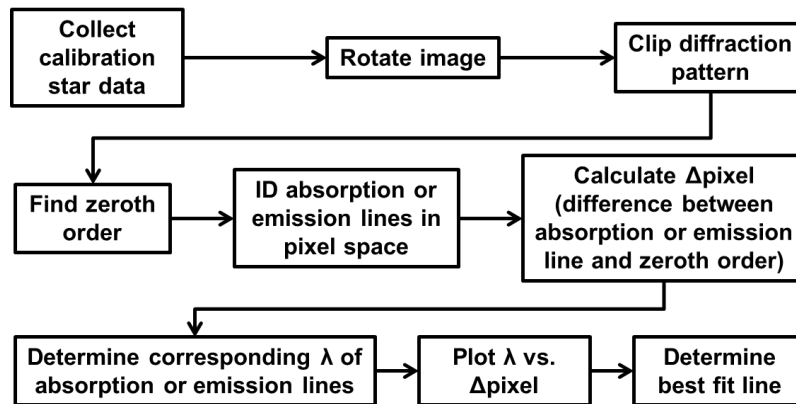 Collect
calibration
star data
Rotate image
Clip diffraction
pattern
Find zeroth
order
ID absorption or
emission lines in
pixel space
Calculate Δpixel
(difference between
absorption or emission
line and zeroth order)
Determine corresponding λ of
absorption or emission lines
Plot λ vs.
Δpixel
Determine
best fit line